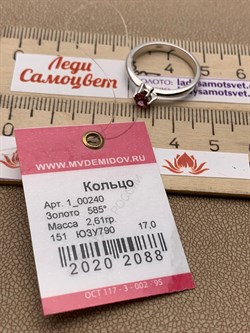 Леди
Самоцвет
ladysamotsvet.ru
WWW.MVDEMIDOV.RU
Кольцо
Арт. 1_00240
Золото 585°
Масса 2,61гр.
151 ЮЗУ790 17,0
2020 2088
ОСТ 117 - 3 - 002 - 95